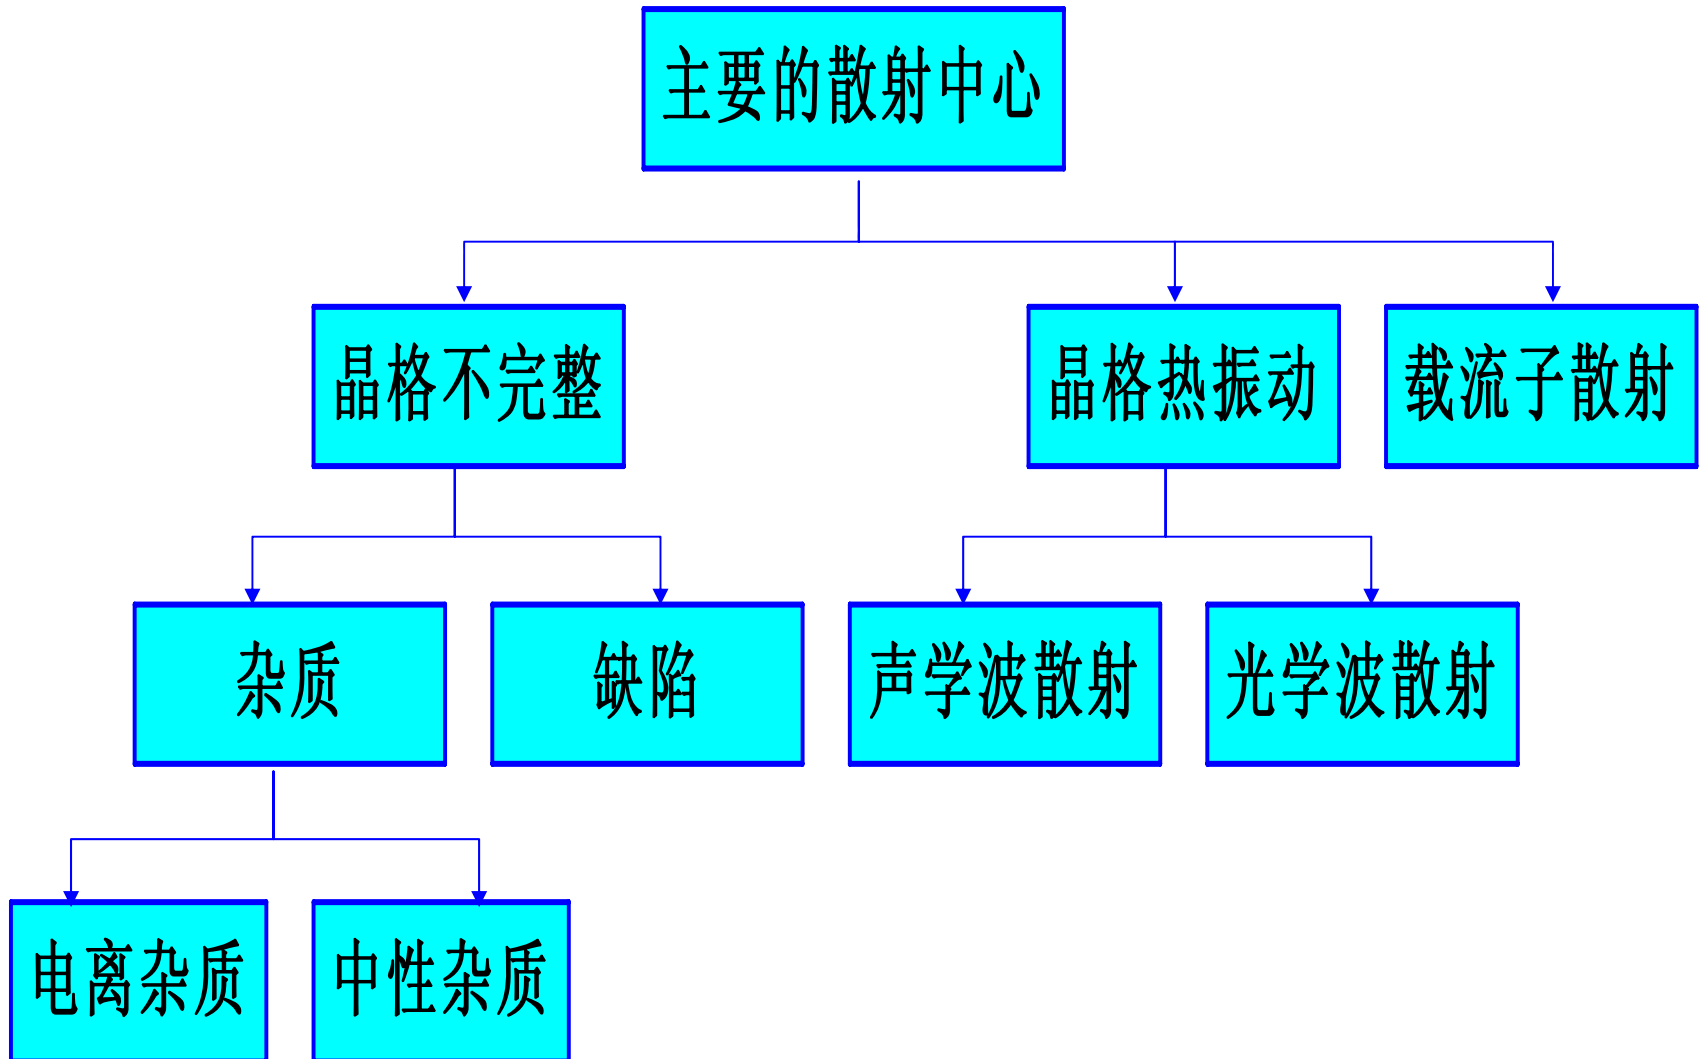 主要的散射中心
晶格不完整
晶格热振动
载流子散射
杂质
缺陷
声学波散射
光学波散射
电离杂质
中性杂质